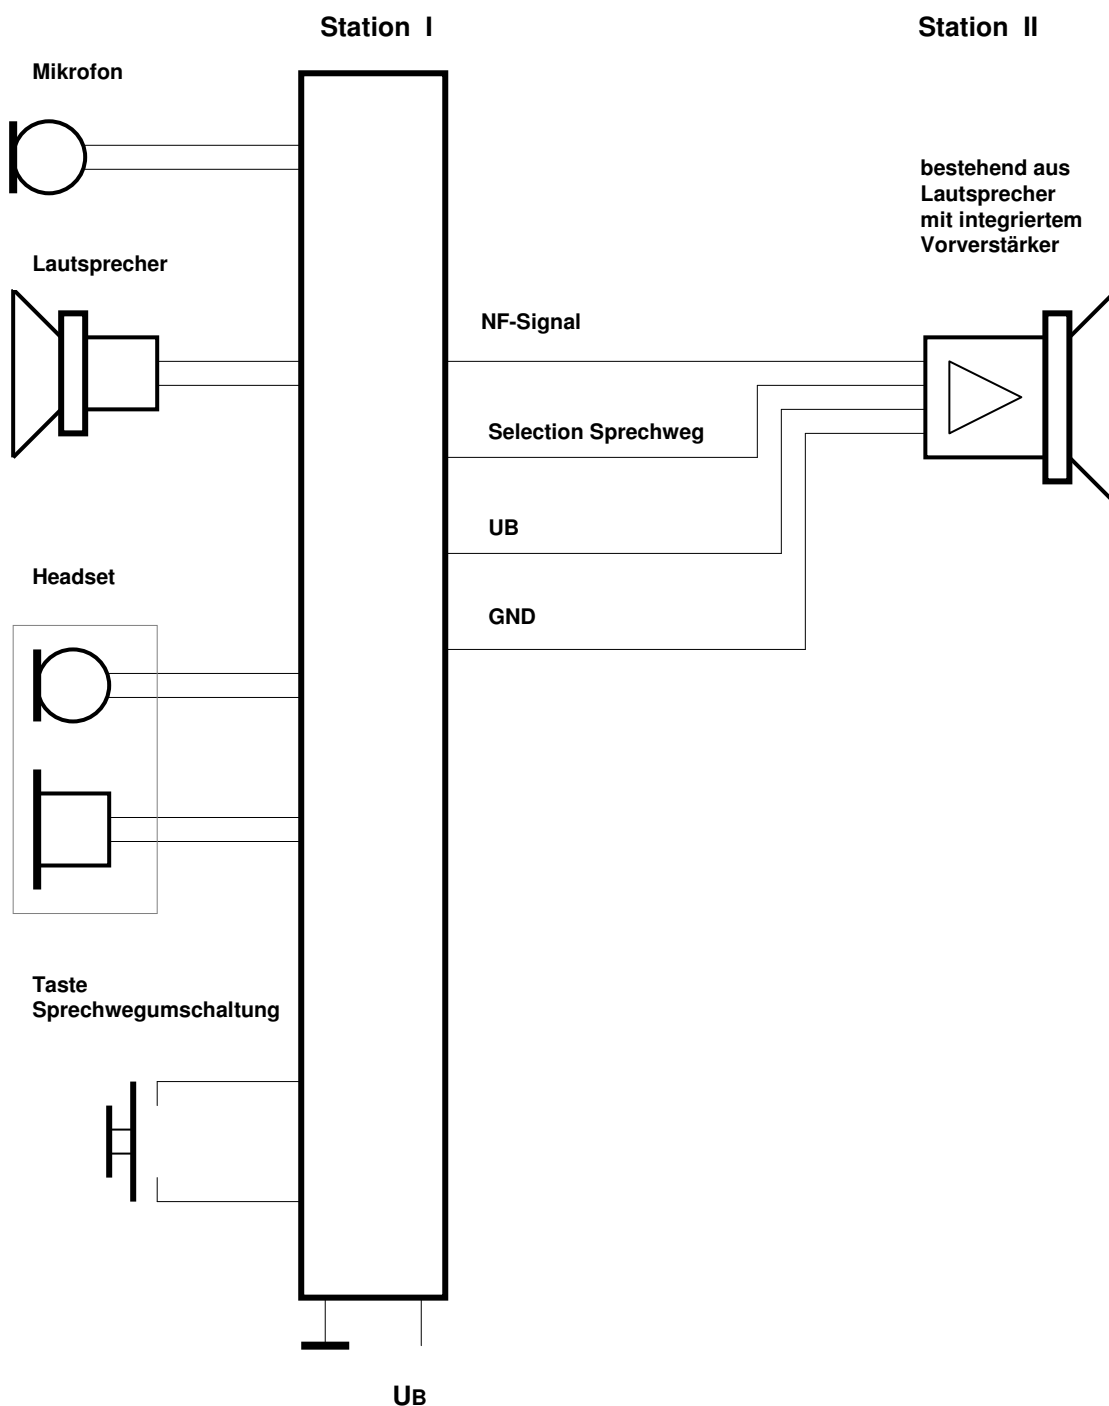 Station I
Station II
Mikrofon
bestehend aus
Lautsprecher
mit integriertem
Vorverstärker
Lautsprecher
NF-Signal
Selection Sprechweg
UB
Headset
GND
Taste
Sprechwegumschaltung
UB